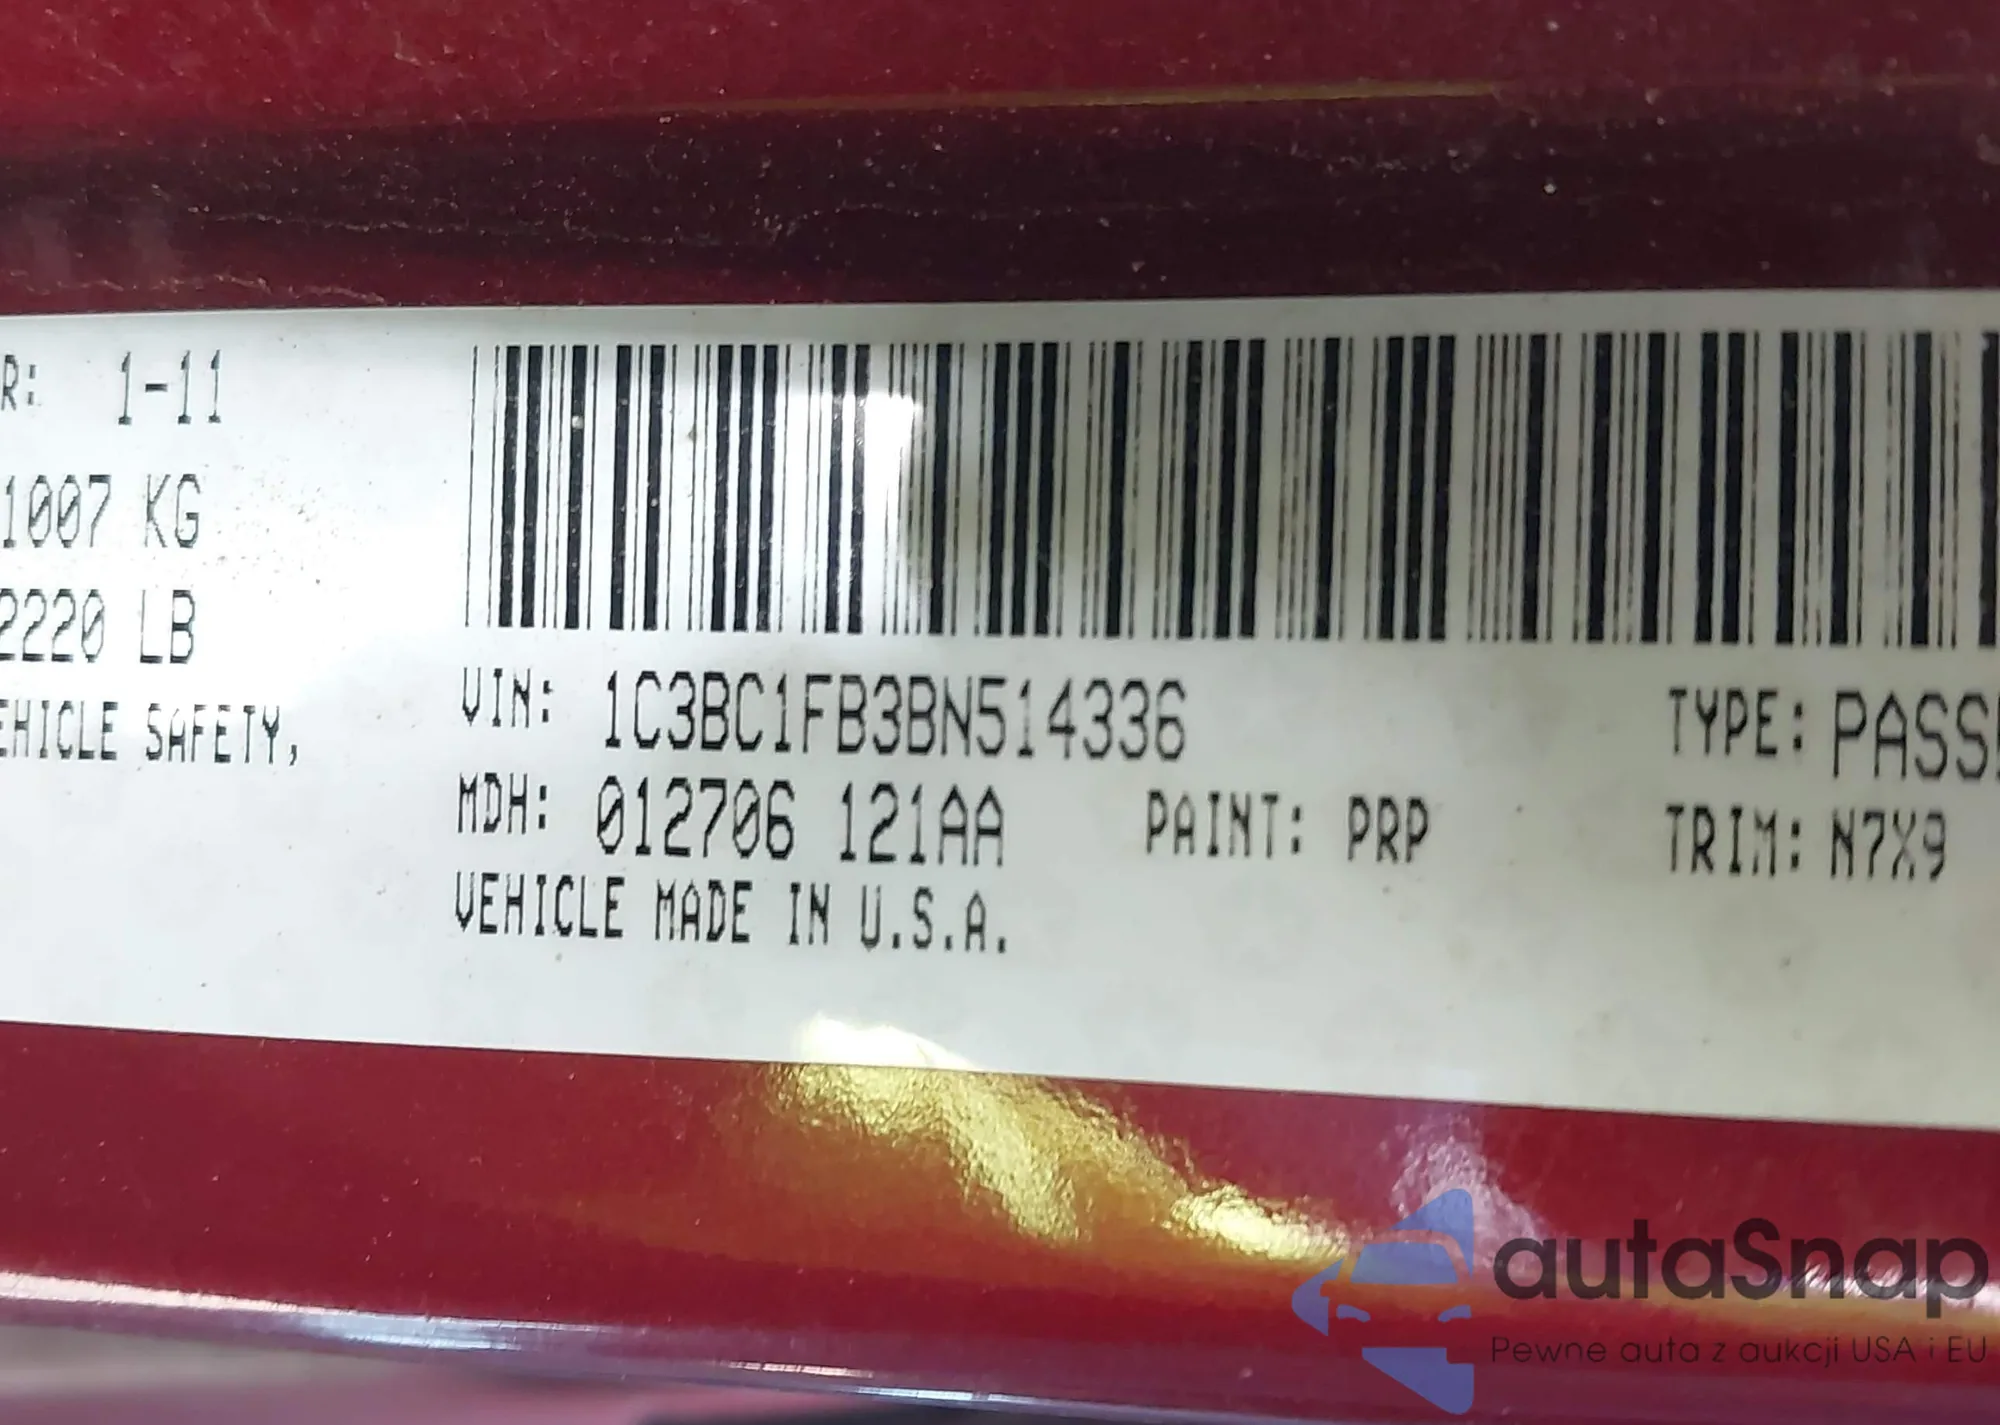 R: 1-11
1007 KG
2220 LB
EHICLE SAFETY,
VIN: 1C3BC1FB3BN514336 TYPE: PASS
MDH: 012706 121AA PAINT: PRP TRIM: N7X9
VEHICLE MADE IN U.S.A.
autaSnap
Pewne auta z aukcji USA i EU